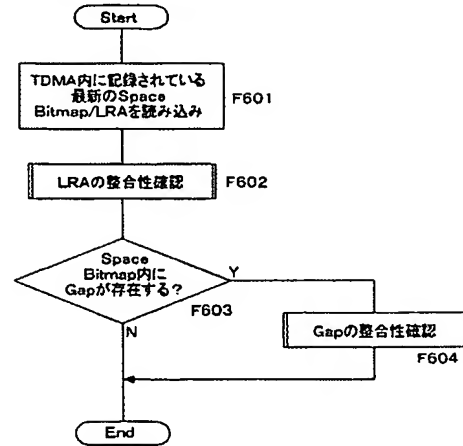 Start
TDMA内に記録されている
最新のSpace
Bitmap/LRAを読み込み
F601
LRAの整合性確認
F602
Space
Bitmap内に
Gapが存在する?
Y
F603
N
Gapの整合性確認
F604
End